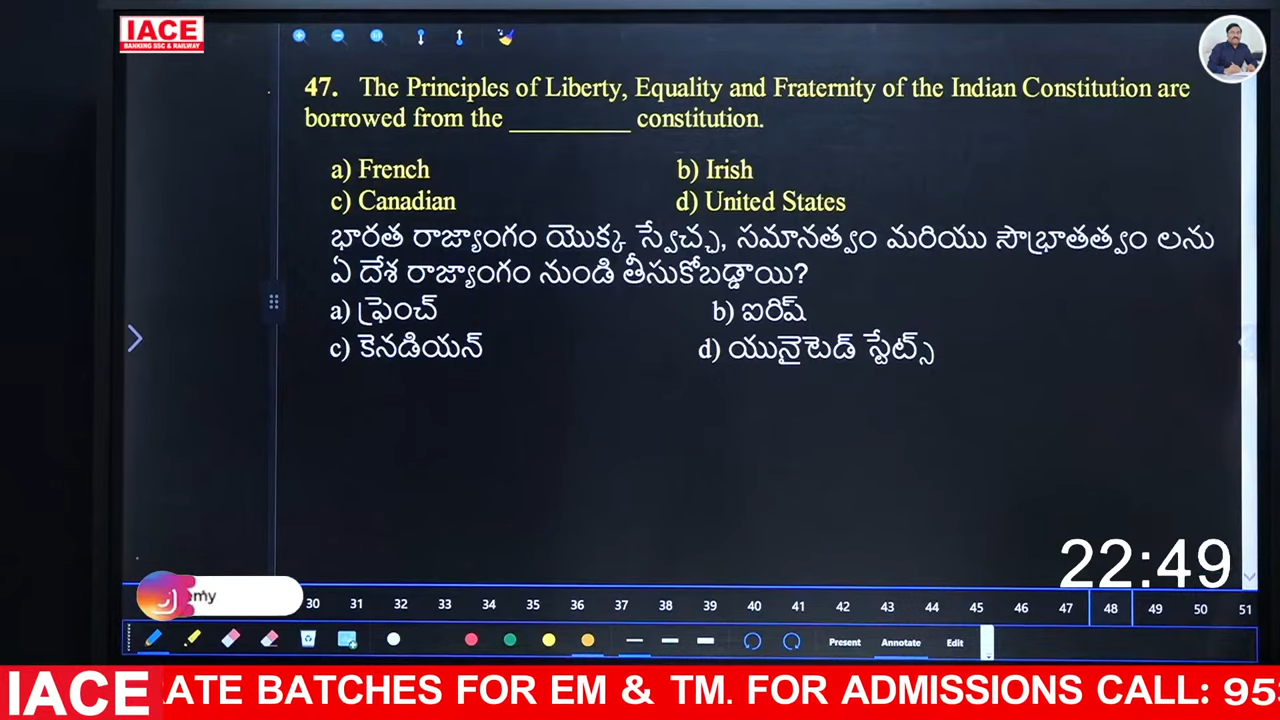 IACE
BANKING SSC & RAILWAY
47. The Principles of Liberty, Equality and Fraternity of the Indian Constitution are
borrowed from the __________ constitution.
a) French b) Irish
c) Canadian d) United States
భారత రాజ్యాంగం యొక్క స్వేచ్ఛ, సమానత్వం మరియు సౌభ్రాతత్వం లను
ఏ దేశ రాజ్యాంగం నుండి తీసుకోబడ్డాయి?
a) ఫ్రెంచ్ b) ఐరిష్
c) కెనడియన్ d) యునైటెడ్ స్టేట్స్
22:49
emy
30 31 32 33 34 35 36 37 38 39 40 41 42 43 44 45 46 47 48 49 50 51
Present Annotate Edit
IACE RATE BATCHES FOR EM & TM. FOR ADMISSIONS CALL: 95